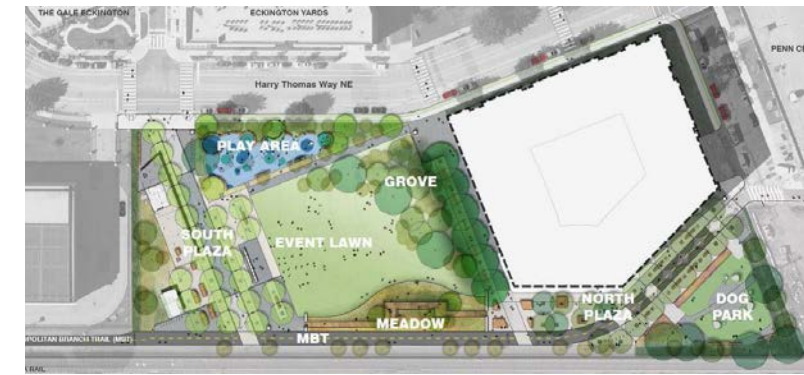 THE GALE ECKINGTON
ECKINGTON YARDS
PENN
Harry Thomas Way NE
PLAY AREA
GROVE
SOUTH
PLAZA
EVENT LAWN
NORTH
PLAZA
DOG
PARK
MEADOW
MBT
OPOLITAN BRANCH TRAIL (MBT)
RAIL